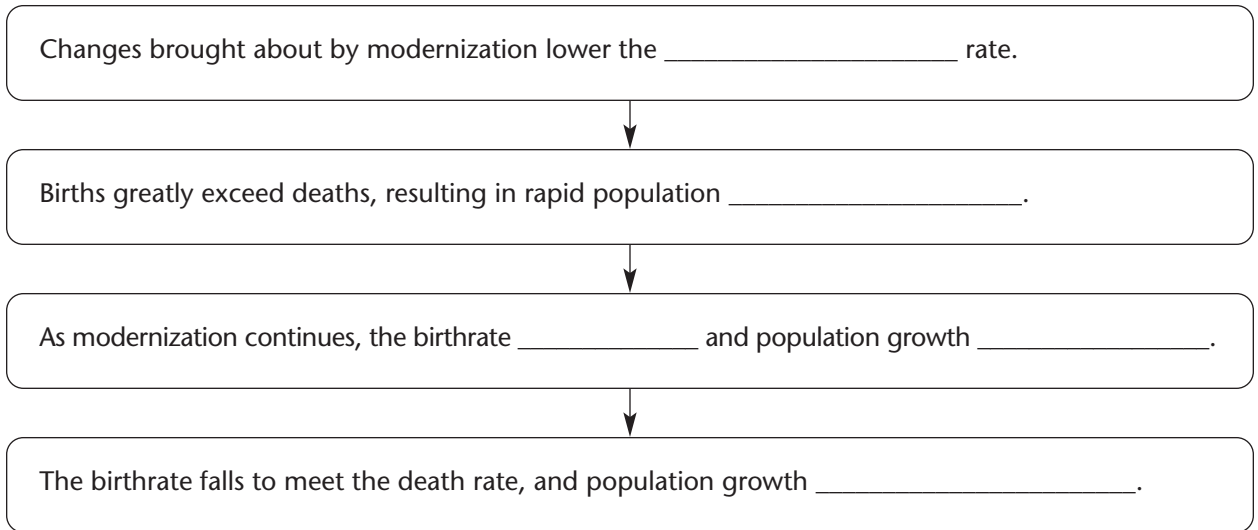 Changes brought about by modernization lower the ______________________ rate.
Births greatly exceed deaths, resulting in rapid population ______________________.
As modernization continues, the birthrate _____________ and population growth _________________.
The birthrate falls to meet the death rate, and population growth ________________________.